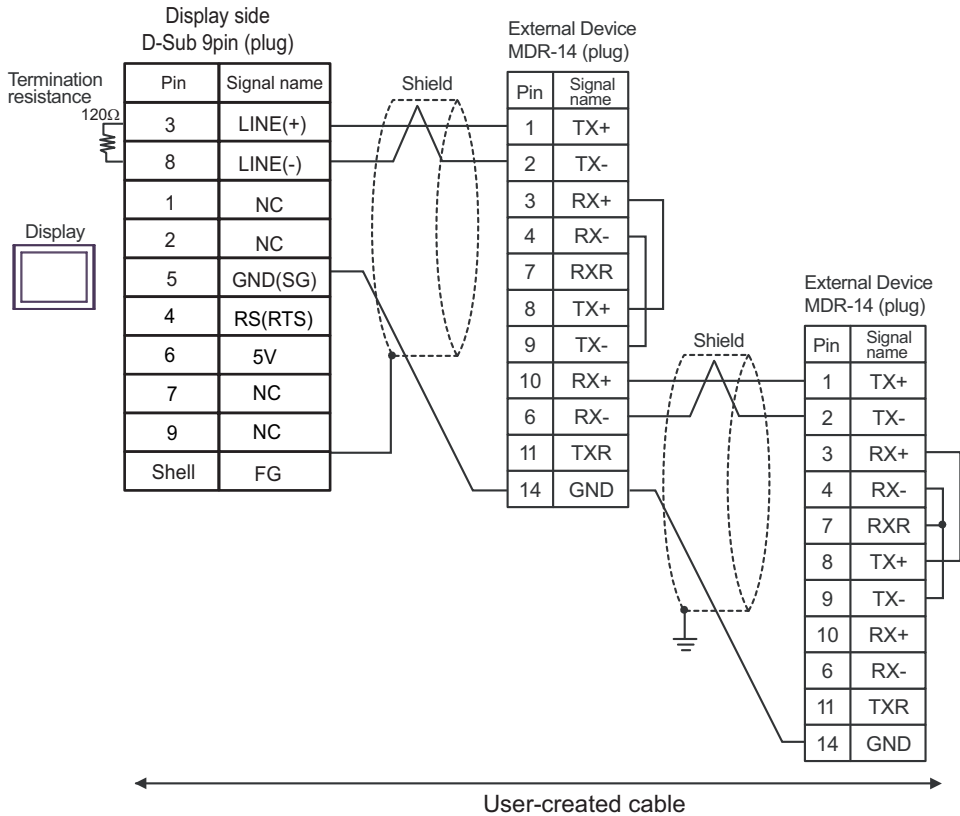 Display side
D-Sub 9pin (plug)
Termination
resistance
120Ω
Pin Signal name
3 LINE(+)
8 LINE(-)
1 NC
2 NC
5 GND(SG)
4 RS(RTS)
6 5V
7 NC
9 NC
Shell FG
Display
Shield
External Device
MDR-14 (plug)
Pin Signal
name
1 TX+
2 TX-
3 RX+
4 RX-
7 RXR
8 TX+
9 TX-
10 RX+
6 RX-
11 TXR
14 GND
Shield
External Device
MDR-14 (plug)
Pin Signal
name
1 TX+
2 TX-
3 RX+
4 RX-
7 RXR
8 TX+
9 TX-
10 RX+
6 RX-
11 TXR
14 GND
User-created cable